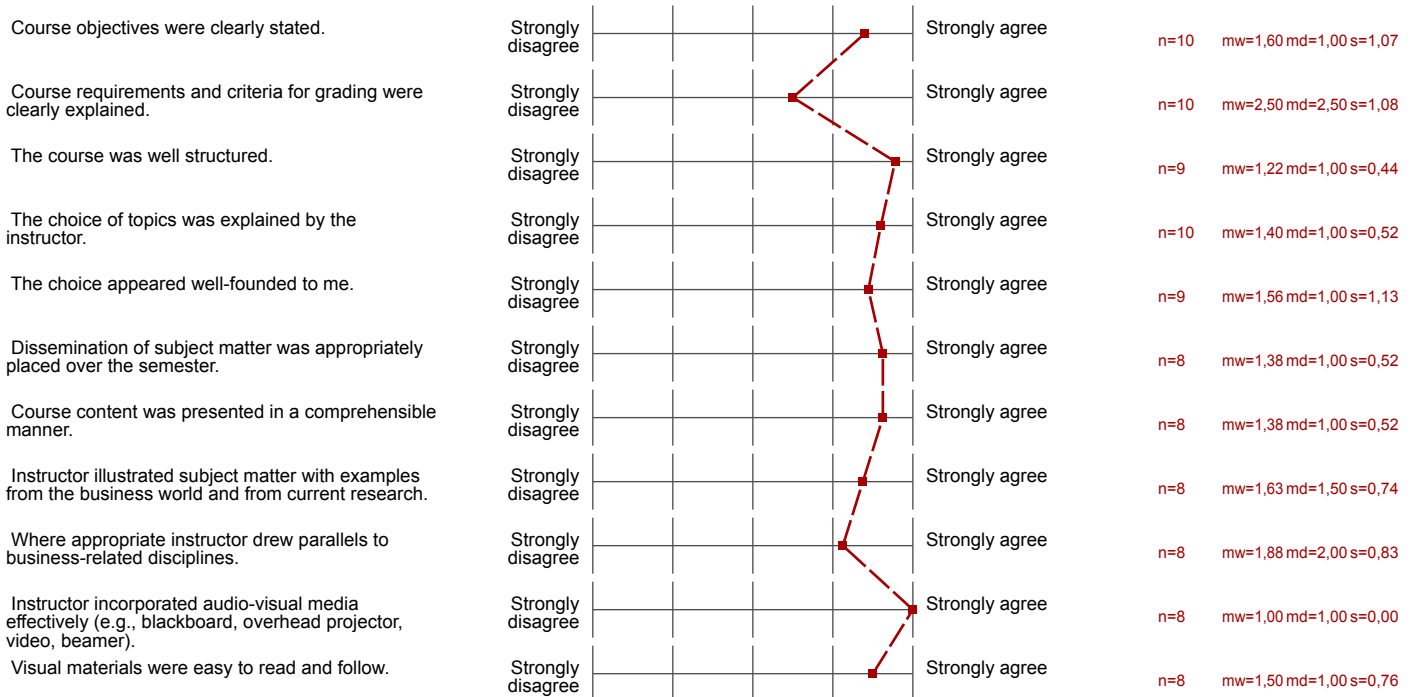 Course objectives were clearly stated.
Strongly
disagree
Strongly agree
n=10 mw=1,60 md=1,00 s=1,07
Course requirements and criteria for grading were
clearly explained.
Strongly
disagree
Strongly agree
n=10 mw=2,50 md=2,50 s=1,08
The course was well structured.
Strongly
disagree
Strongly agree
n=9 mw=1,22 md=1,00 s=0,44
The choice of topics was explained by the
instructor.
Strongly
disagree
Strongly agree
n=10 mw=1,40 md=1,00 s=0,52
The choice appeared well-founded to me.
Strongly
disagree
Strongly agree
n=9 mw=1,56 md=1,00 s=1,13
Dissemination of subject matter was appropriately
placed over the semester.
Strongly
disagree
Strongly agree
n=8 mw=1,38 md=1,00 s=0,52
Course content was presented in a comprehensible
manner.
Strongly
disagree
Strongly agree
n=8 mw=1,38 md=1,00 s=0,52
Instructor illustrated subject matter with examples
from the business world and from current research.
Strongly
disagree
Strongly agree
n=8 mw=1,63 md=1,50 s=0,74
Where appropriate instructor drew parallels to
business-related disciplines.
Strongly
disagree
Strongly agree
n=8 mw=1,88 md=2,00 s=0,83
Instructor incorporated audio-visual media
effectively (e.g., blackboard, overhead projector,
video, beamer).
Strongly
disagree
Strongly agree
n=8 mw=1,00 md=1,00 s=0,00
Visual materials were easy to read and follow.
Strongly
disagree
Strongly agree
n=8 mw=1,50 md=1,00 s=0,76